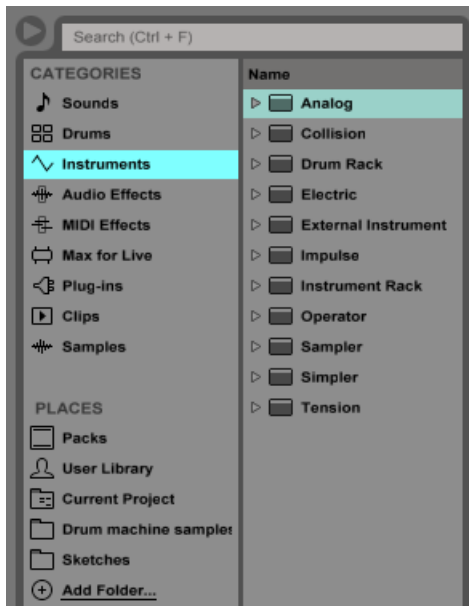 Search (Ctrl + F)
CATEGORIES
Sounds
Drums
Instruments
Audio Effects
MIDI Effects
Max for Live
Plug-ins
Clips
Samples
PLACES
Packs
User Library
Current Project
Drum machine samples
Sketches
Add Folder...
Name
Analog
Collision
Drum Rack
Electric
External Instrument
Impulse
Instrument Rack
Operator
Sampler
Simpler
Tension